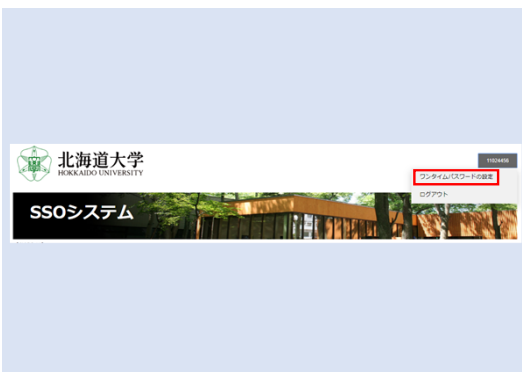 北海道大学
HOKKAIDO UNIVERSITY
11624456
ワンタイムパスワードの設定
ログアウト
SSOシステム